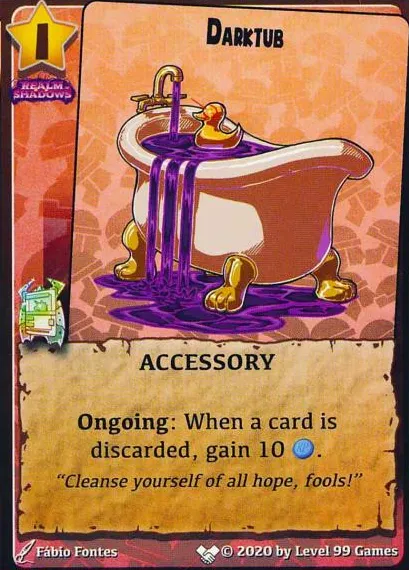 Darktub
1
REALM OF
SHADOWS
ACCESSORY
Ongoing: When a card is
discarded, gain 10 .
“Cleanse yourself of all hope, fools!”
Fábio Fontes
© 2020 by Level 99 Games